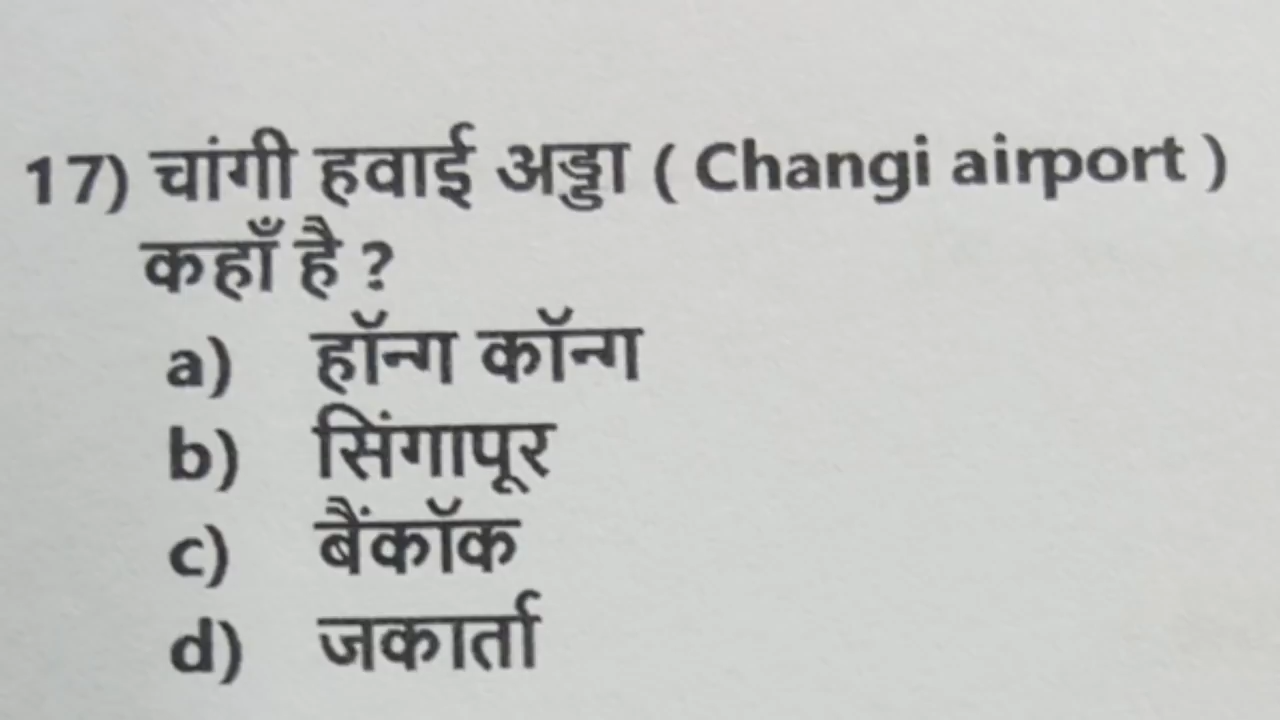 17) चांगी हवाई अड्डा ( Changi airport )
कहाँ है ?
a) हॉन्ग कॉन्ग
b) सिंगापूर
c) बैंकॉक
d) जकार्ता